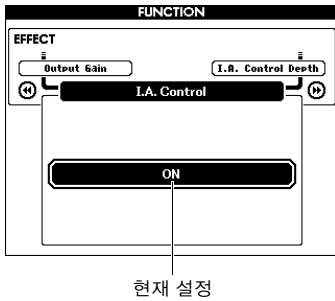 FUNCTION
EFFECT
Output Gain
I.A. Control Depth
I.A. Control
ON
현재 설정